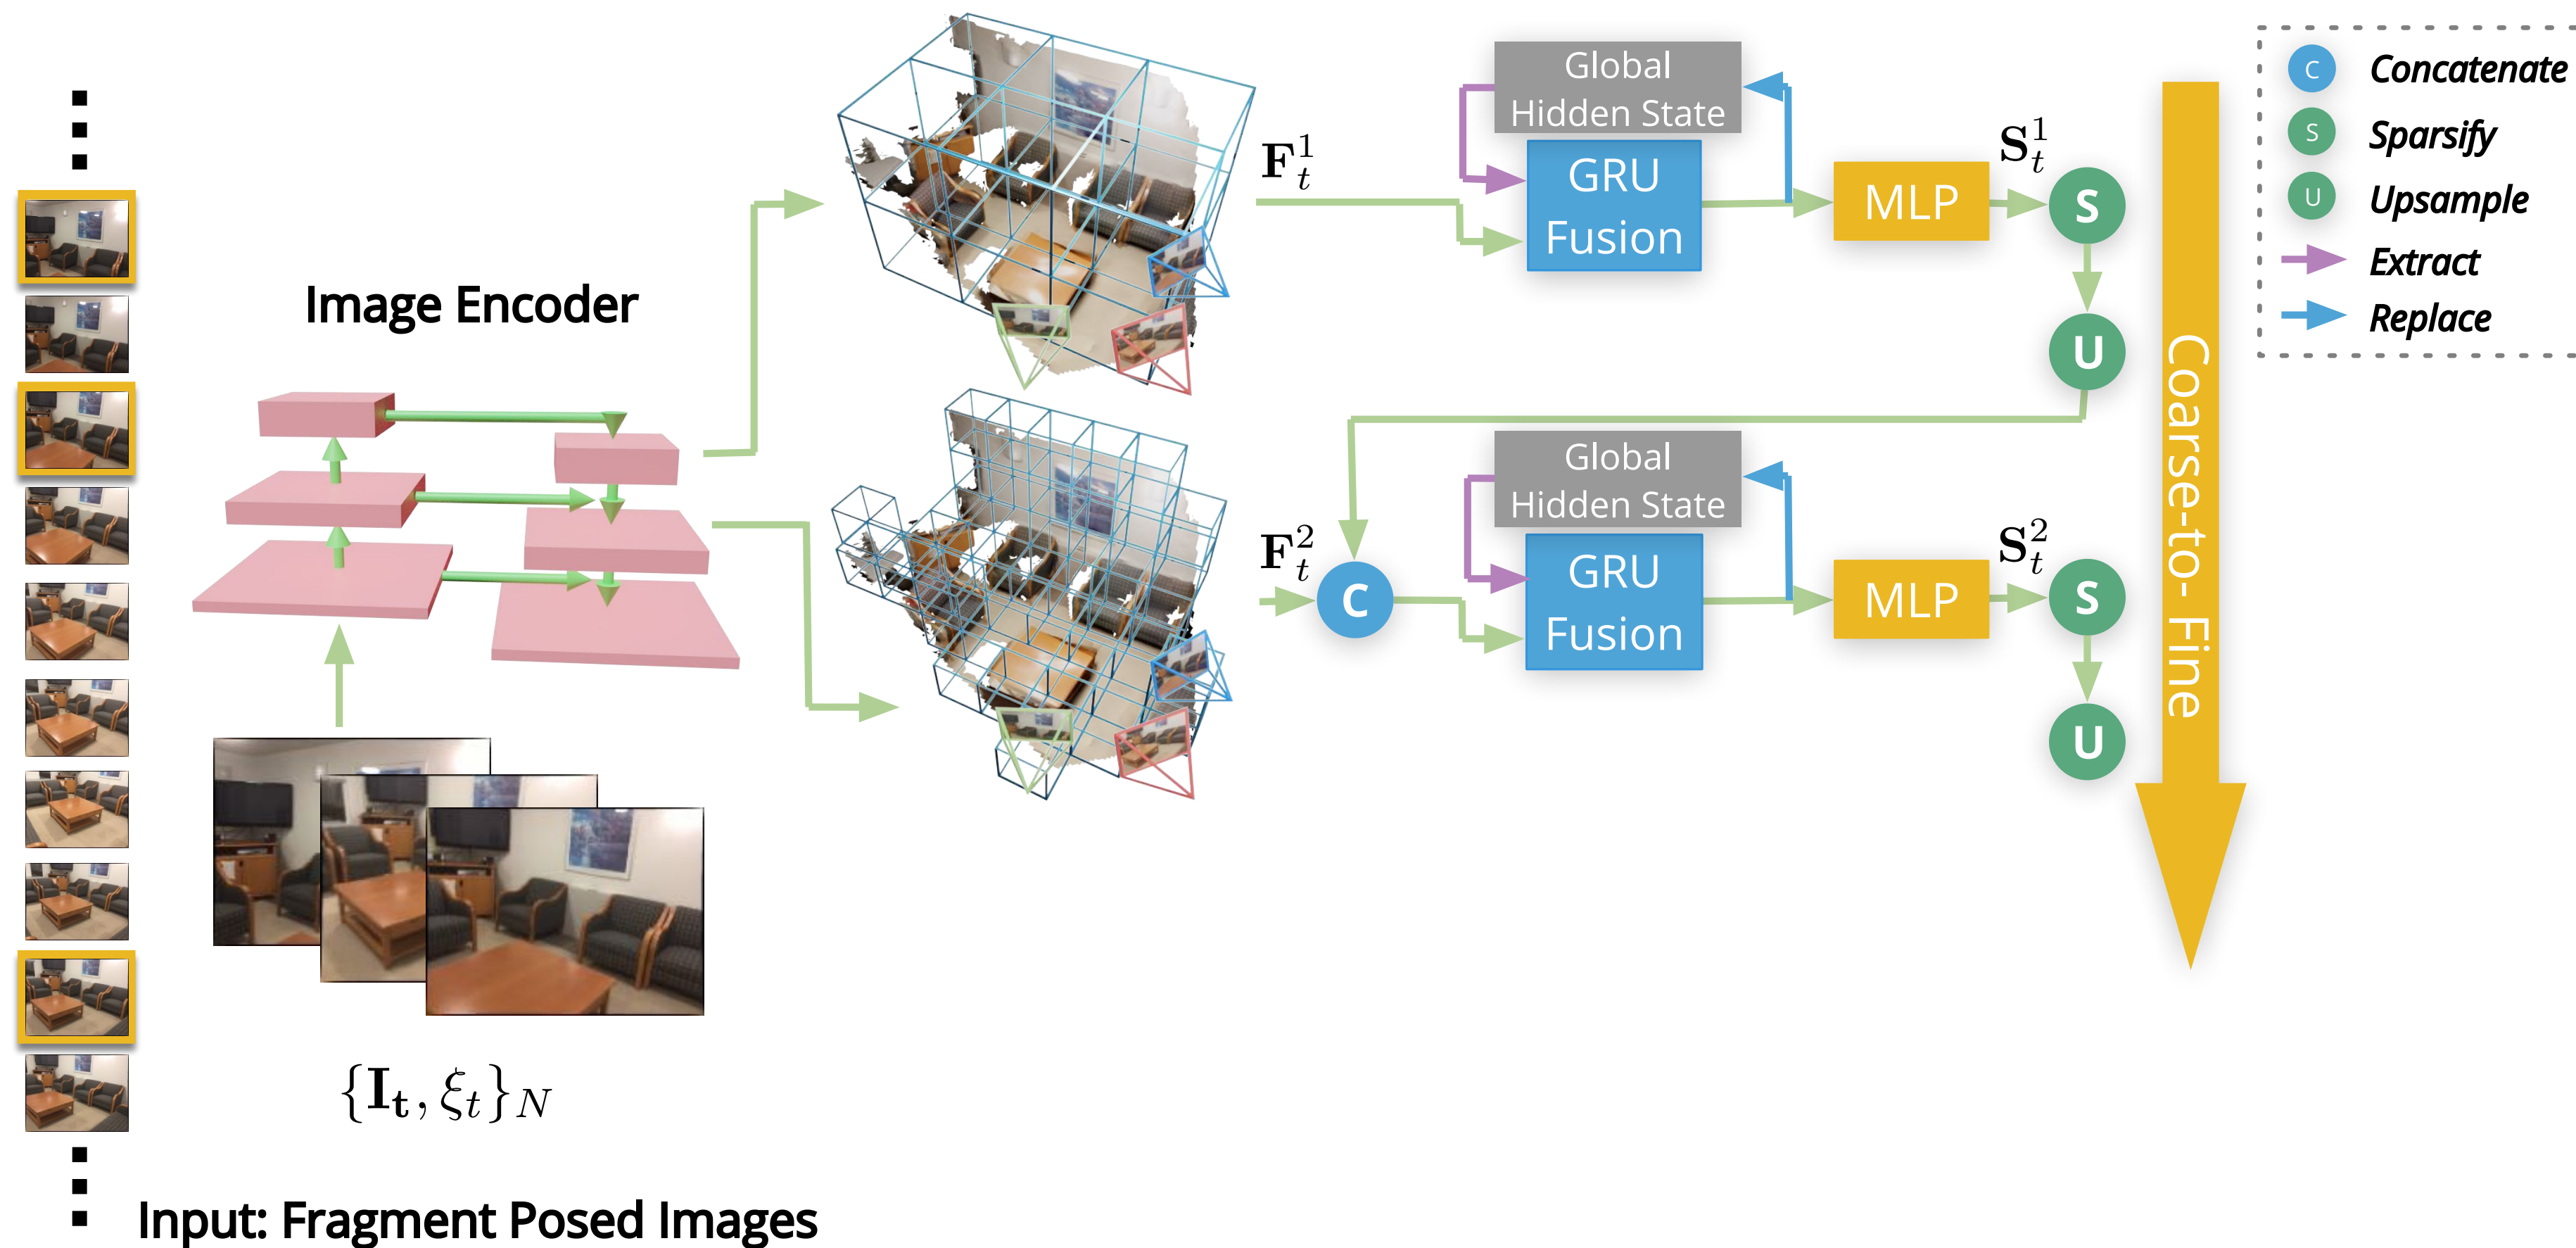 Image Encoder
{I_t, ξ_t}_N
Input: Fragment Posed Images
F_t^1
Global
Hidden State
GRU
Fusion
MLP
S_t^1
S
U
F_t^2
C
Global
Hidden State
GRU
Fusion
MLP
S_t^2
S
U
Coarse-to- Fine
C Concatenate
S Sparsify
U Upsample
Extract
Replace